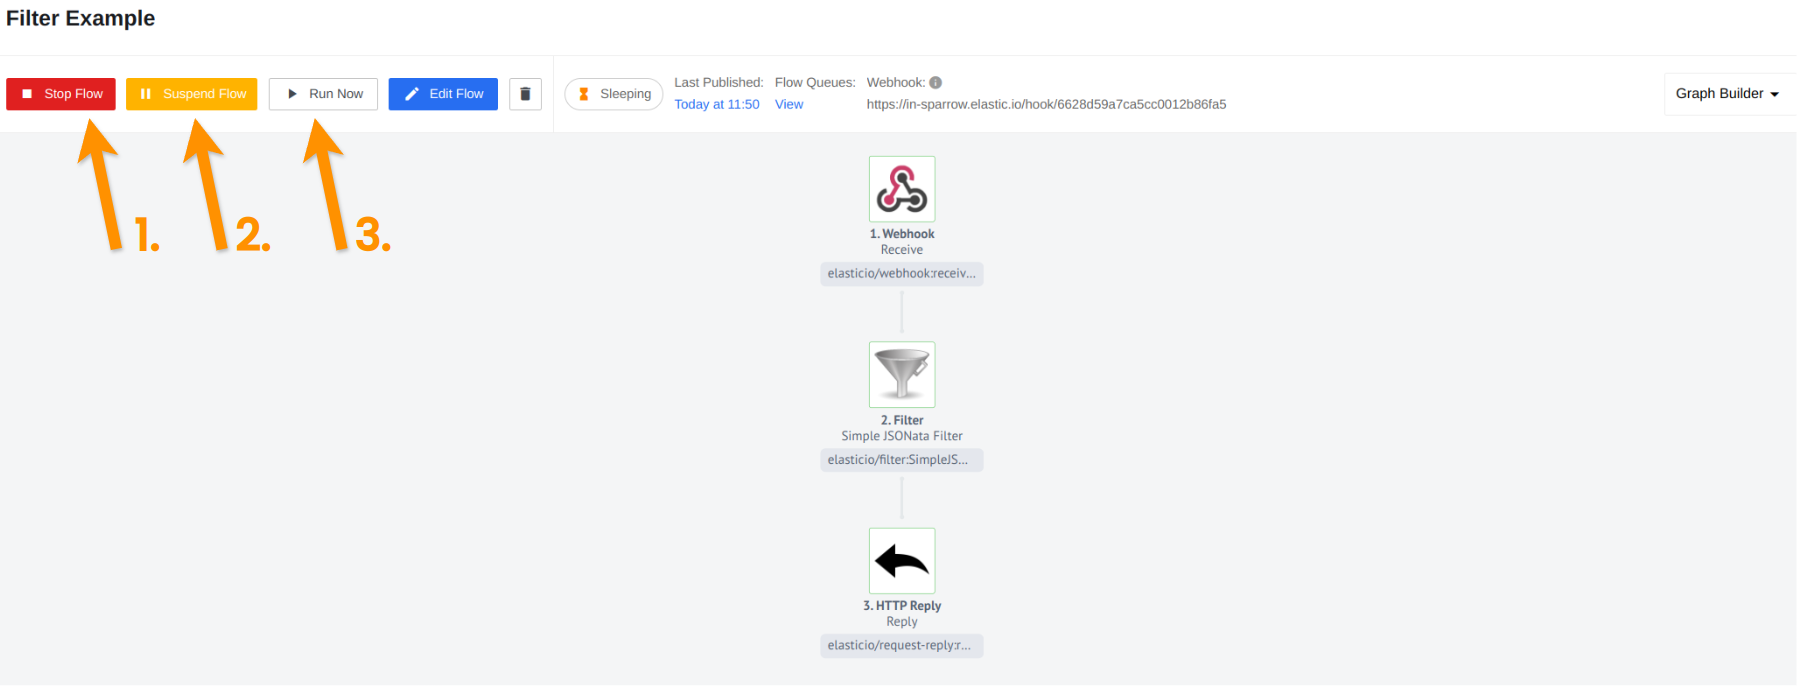 Filter Example
Stop Flow
Suspend Flow
Run Now
Edit Flow
Sleeping
Last Published:
Today at 11:50
Flow Queues:
View
Webhook:
https://in-sparrow.elastic.io/hook/6628d59a7ca5cc0012b86fa5
Graph Builder
1.
2.
3.
1. Webhook
Receive
elasticio/webhook:receiv...
2. Filter
Simple JSONata Filter
elasticio/filter:SimpleJS...
3. HTTP Reply
Reply
elasticio/request-reply:r...